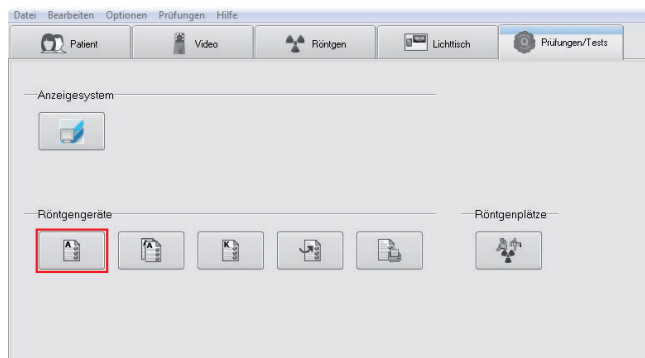 Datei Bearbeiten Optionen Prüfungen Hilfe
Patient Video Röntgen Lichttisch Q Prüfungen/Tests
Anzeigesystem
Röntgengeräte Röntgenplätze
A A K